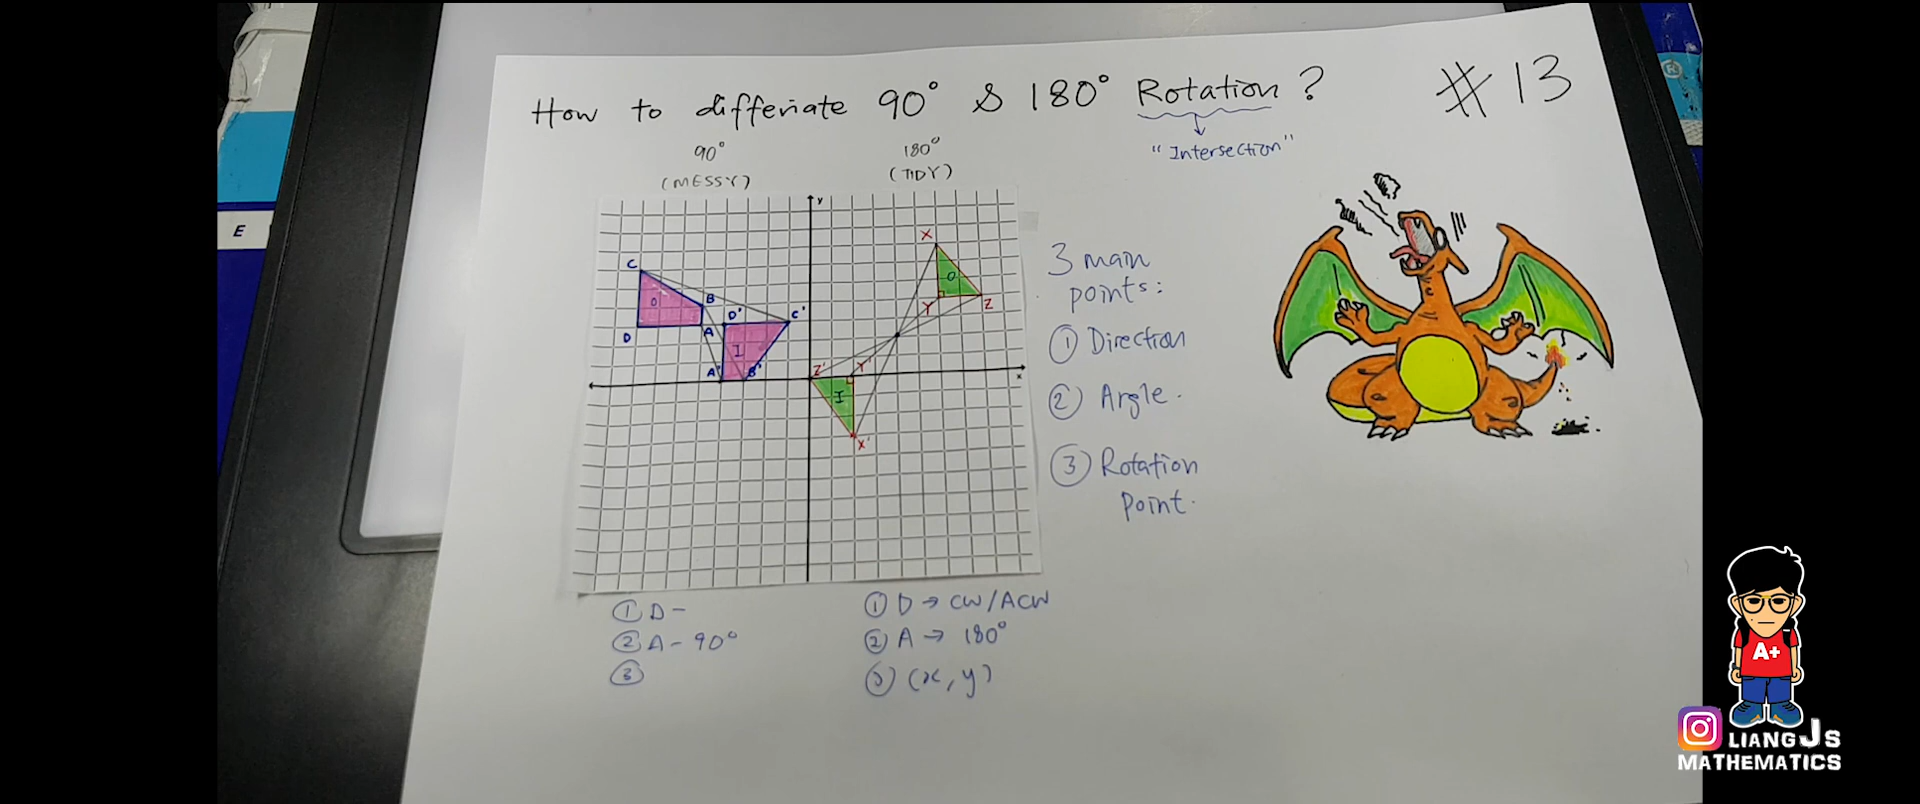 How to differiate 90° & 180° Rotation ?
# 13
"Intersection"
90°
(MESSY)
180°
(TIDY)
y
x
C
B
O
D
A
D'
C'
I
A'
B'
X
O
Y
Z
Z'
Y'
I
X'
3 main
points:
① Direction
② Angle.
③ Rotation
point.
① D -
② A - 90°
③
① D → CW/ACW
② A → 180°
③ (x, y)
E
®
A+
LIANGJS
MATHEMATICS